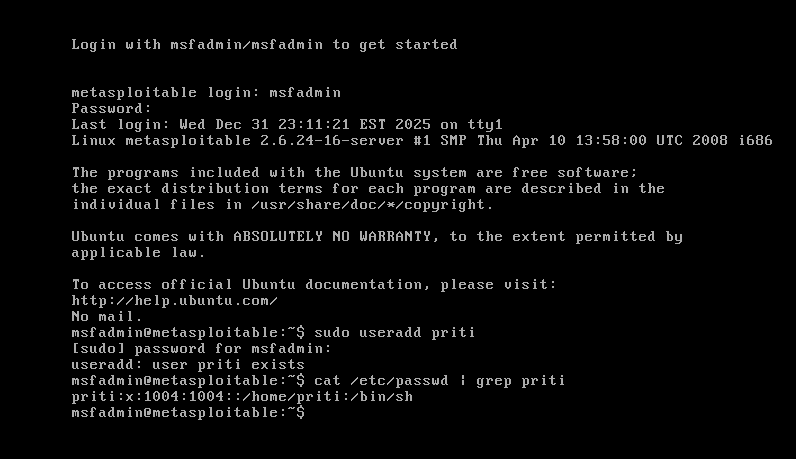 Login with msfadmin/msfadmin to get started
metasploitable login: msfadmin
Password:
Last login: Wed Dec 31 23:11:21 EST 2025 on tty1
Linux metasploitable 2.6.24-16-server #1 SMP Thu Apr 10 13:58:00 UTC 2008 i686
The programs included with the Ubuntu system are free software;
the exact distribution terms for each program are described in the
individual files in /usr/share/doc/*/copyright.
Ubuntu comes with ABSOLUTELY NO WARRANTY, to the extent permitted by
applicable law.
To access official Ubuntu documentation, please visit:
http://help.ubuntu.com/
No mail.
msfadmin@metasploitable:~$ sudo useradd priti
[sudo] password for msfadmin:
useradd: user priti exists
msfadmin@metasploitable:~$ cat /etc/passwd | grep priti
priti:x:1004:1004::/home/priti:/bin/sh
msfadmin@metasploitable:~$